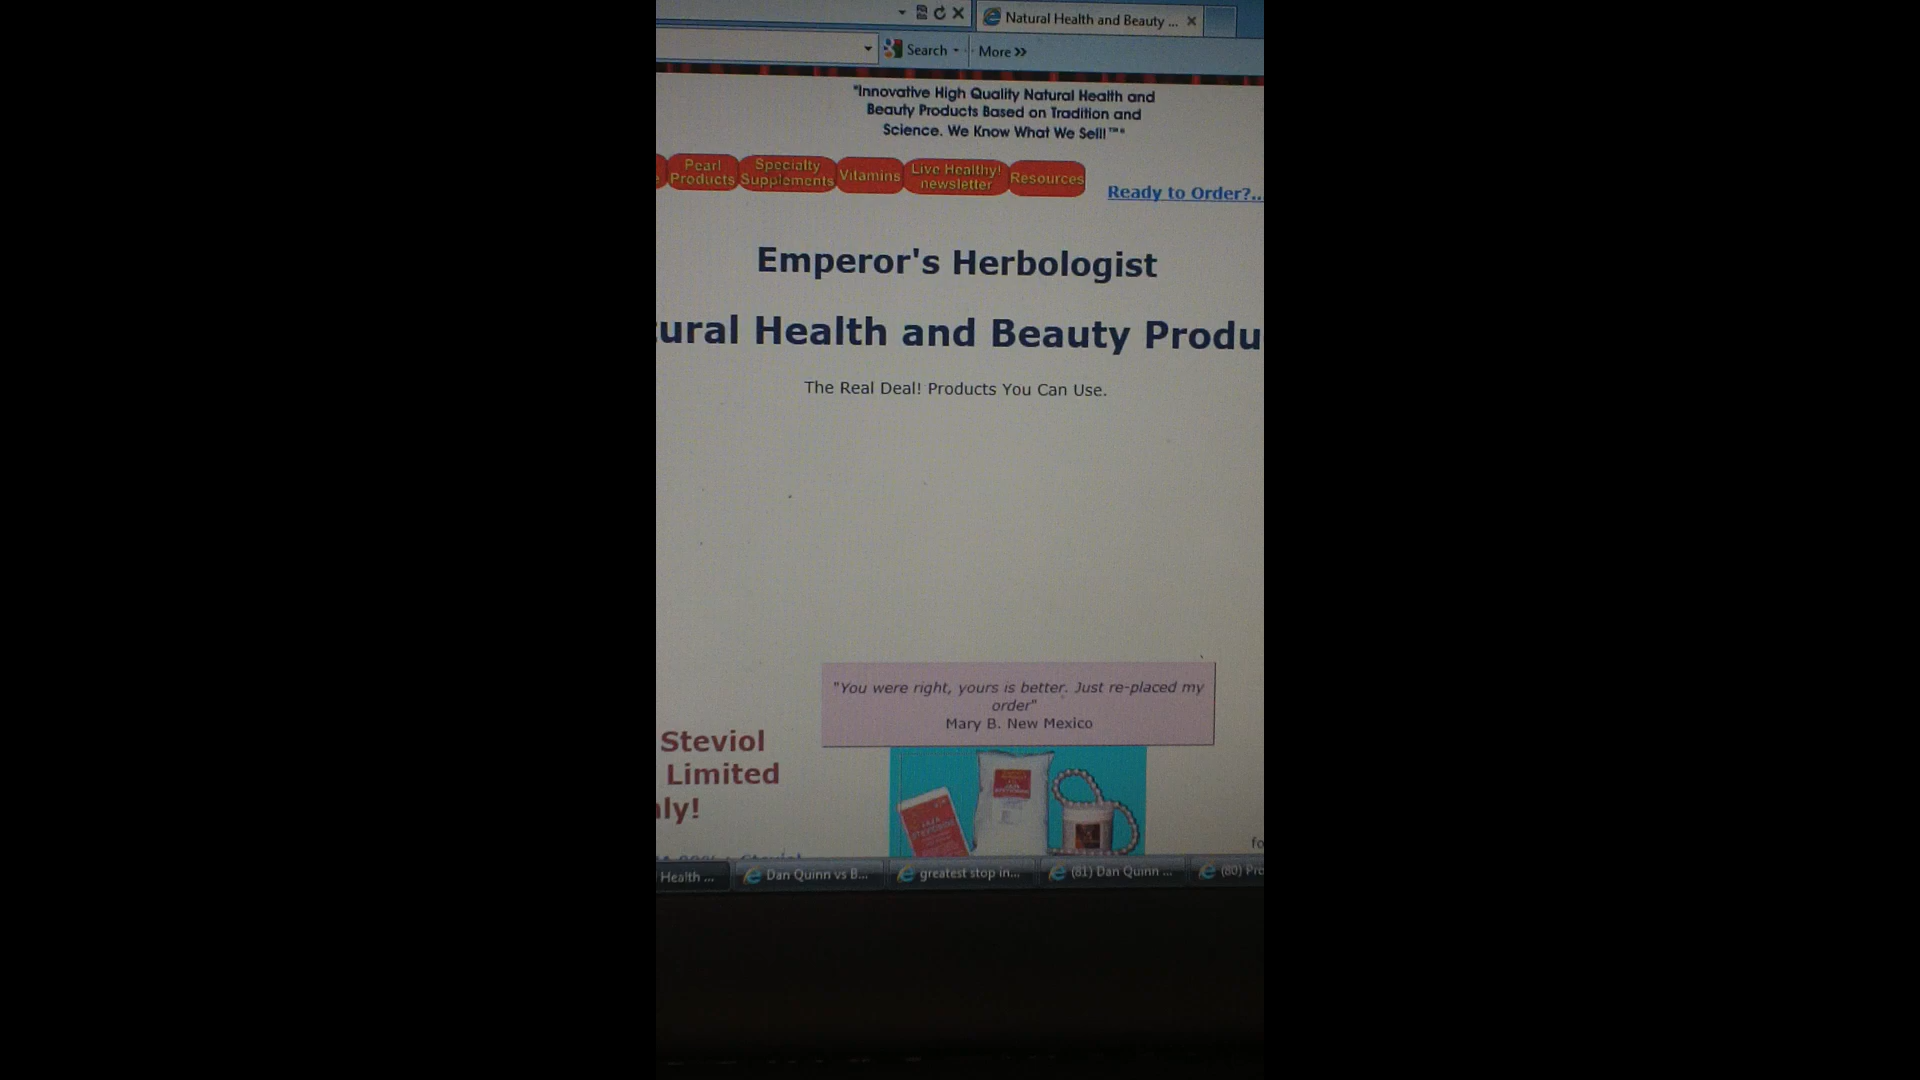 Natural Health and Beauty ...
Search
More >>
"Innovative High Quality Natural Health and
Beauty Products Based on Tradition and
Science. We Know What We Sell! ™"
Pearl
Products
Specialty
Supplements
Vitamins
Live Healthy!
newsletter
Resources
Ready to Order?..
Emperor's Herbologist
ural Health and Beauty Produ
The Real Deal! Products You Can Use.
"You were right, yours is better. Just re-placed my
order"
Mary B. New Mexico
Steviol
Limited
nly!
fo
Health ...
Dan Quinn vs B...
greatest stop in...
(81) Dan Quinn ...
(80) Pro